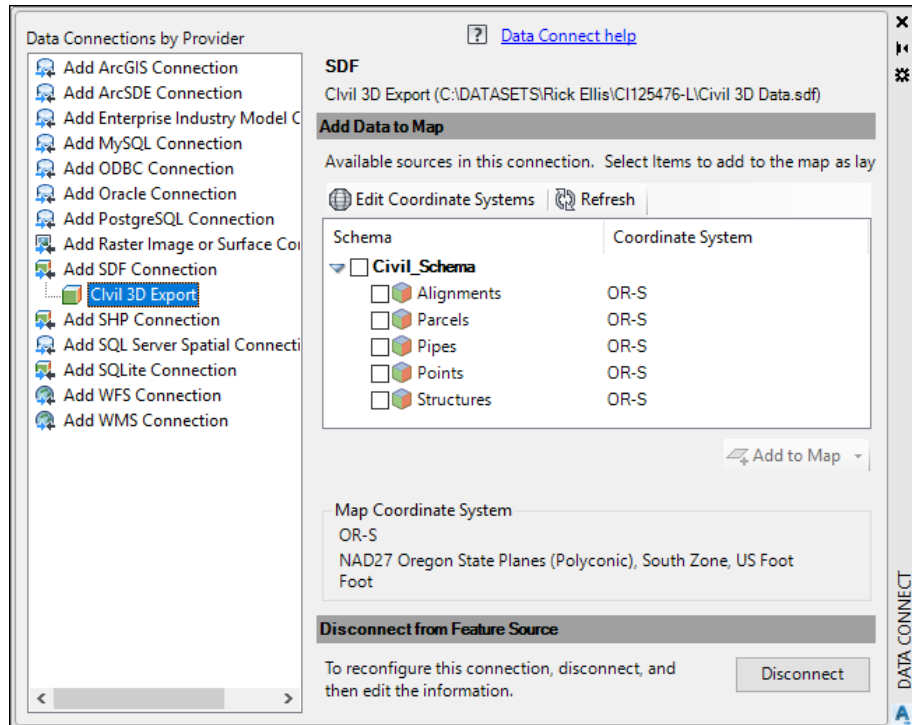 Data Connections by Provider
Add ArcGIS Connection
Add ArcSDE Connection
Add Enterprise Industry Model C
Add MySQL Connection
Add ODBC Connection
Add Oracle Connection
Add PostgreSQL Connection
Add Raster Image or Surface Co
Add SDF Connection
CIvil 3D Export
Add SHP Connection
Add SQL Server Spatial Connecti
Add SQLite Connection
Add WFS Connection
Add WMS Connection
? Data Connect help
SDF
CIvil 3D Export (C:\DATASETS\Rick Ellis\CI125476-L\Civil 3D Data.sdf)
Add Data to Map
Available sources in this connection. Select Items to add to the map as lay
Edit Coordinate Systems Refresh
Schema Coordinate System
Civil_Schema
Alignments OR-S
Parcels OR-S
Pipes OR-S
Points OR-S
Structures OR-S
Add to Map
Map Coordinate System
OR-S
NAD27 Oregon State Planes (Polyconic), South Zone, US Foot
Foot
Disconnect from Feature Source
To reconfigure this connection, disconnect, and
then edit the information.
Disconnect
DATA CONNECT